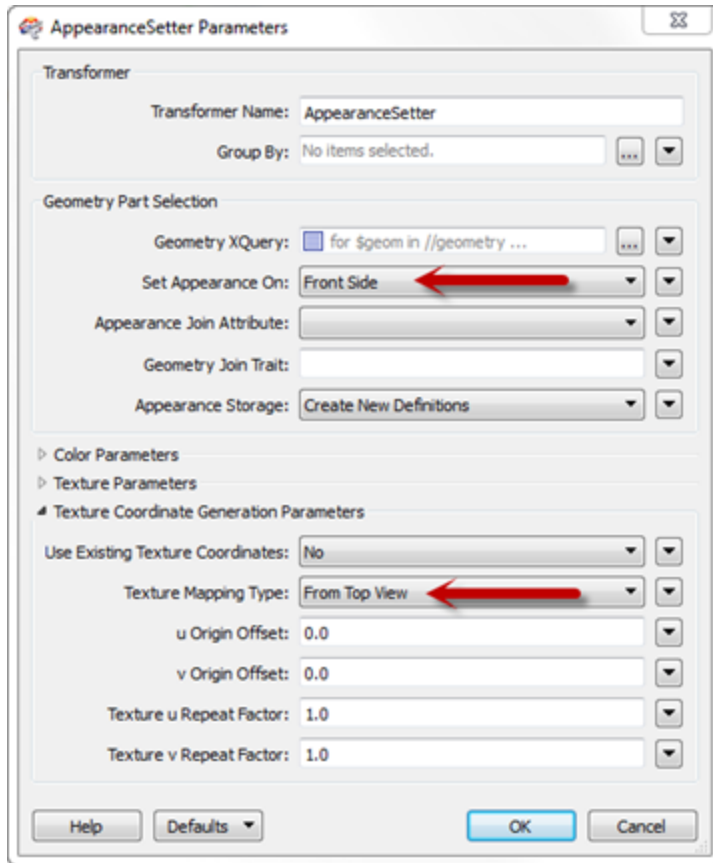 AppearanceSetter Parameters
Transformer
Transformer Name: AppearanceSetter
Group By: No items selected. ...
Geometry Part Selection
Geometry XQuery: for $geom in //geometry ... ...
Set Appearance On: Front Side
Appearance Join Attribute:
Geometry Join Trait:
Appearance Storage: Create New Definitions
Color Parameters
Texture Parameters
Texture Coordinate Generation Parameters
Use Existing Texture Coordinates: No
Texture Mapping Type: From Top View
u Origin Offset: 0.0
v Origin Offset: 0.0
Texture u Repeat Factor: 1.0
Texture v Repeat Factor: 1.0
Help Defaults OK Cancel